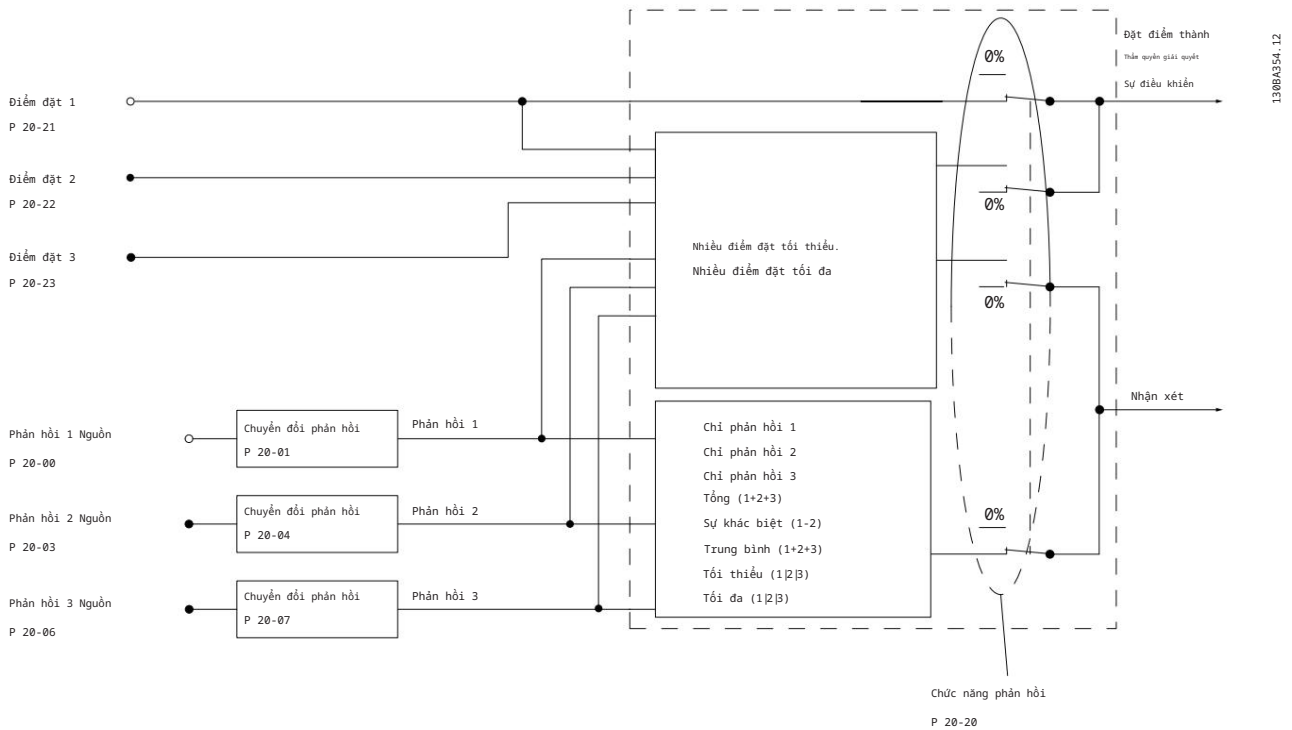 130BA354.12
Đặt điểm thành
Thẩm quyền giải quyết
Sự điều khiển
0%
Điểm đặt 1
P 20-21
Điểm đặt 2
P 20-22
0%
Điểm đặt 3
P 20-23
Nhiều điểm đặt tối thiểu.
Nhiều điểm đặt tối đa
0%
Nhận xét
Phản hồi 1 Nguồn
P 20-00
Chuyển đổi phản hồi
P 20-01
Phản hồi 1
Phản hồi 2 Nguồn
P 20-03
Chuyển đổi phản hồi
P 20-04
Phản hồi 2
Phản hồi 3 Nguồn
P 20-06
Chuyển đổi phản hồi
P 20-07
Phản hồi 3
Chỉ phản hồi 1
Chỉ phản hồi 2
Chỉ phản hồi 3
Tổng (1+2+3)
Sự khác biệt (1-2)
Trung bình (1+2+3)
Tối thiểu (1|2|3)
Tối đa (1|2|3)
0%
Chức năng phản hồi
P 20-20